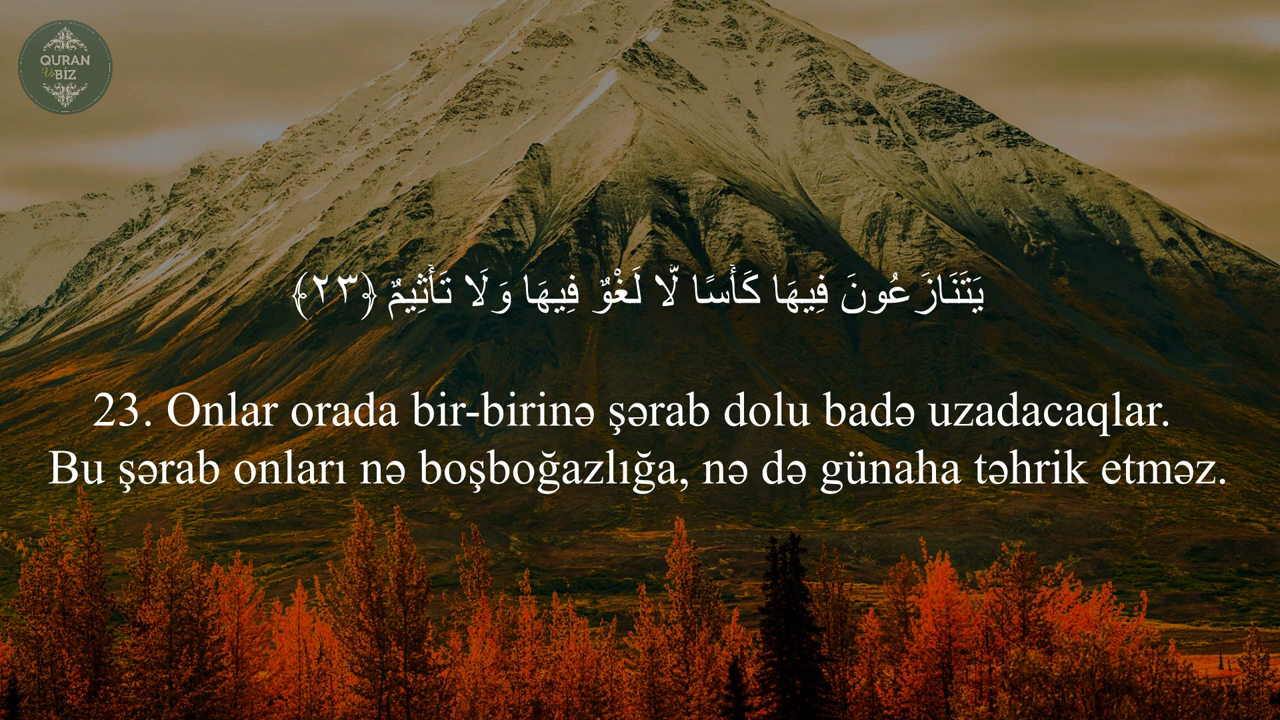 QURAN
Və BİZ
يَتَنَازَعُونَ فِيهَا كَأْسًا لَّا لَغْوٌ فِيهَا وَلَا تَأْثِيمٌ ﴿٢٣﴾
23. Onlar orada bir-birinə şərab dolu badə uzadacaqlar.
Bu şərab onları nə boşboğazlığa, nə də günaha təhrik etməz.